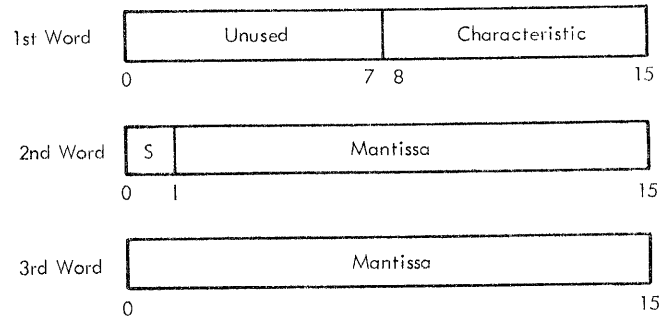 1st Word Unused Characteristic
0 7 8 15
2nd Word S Mantissa
0 1 15
3rd Word Mantissa
0 15